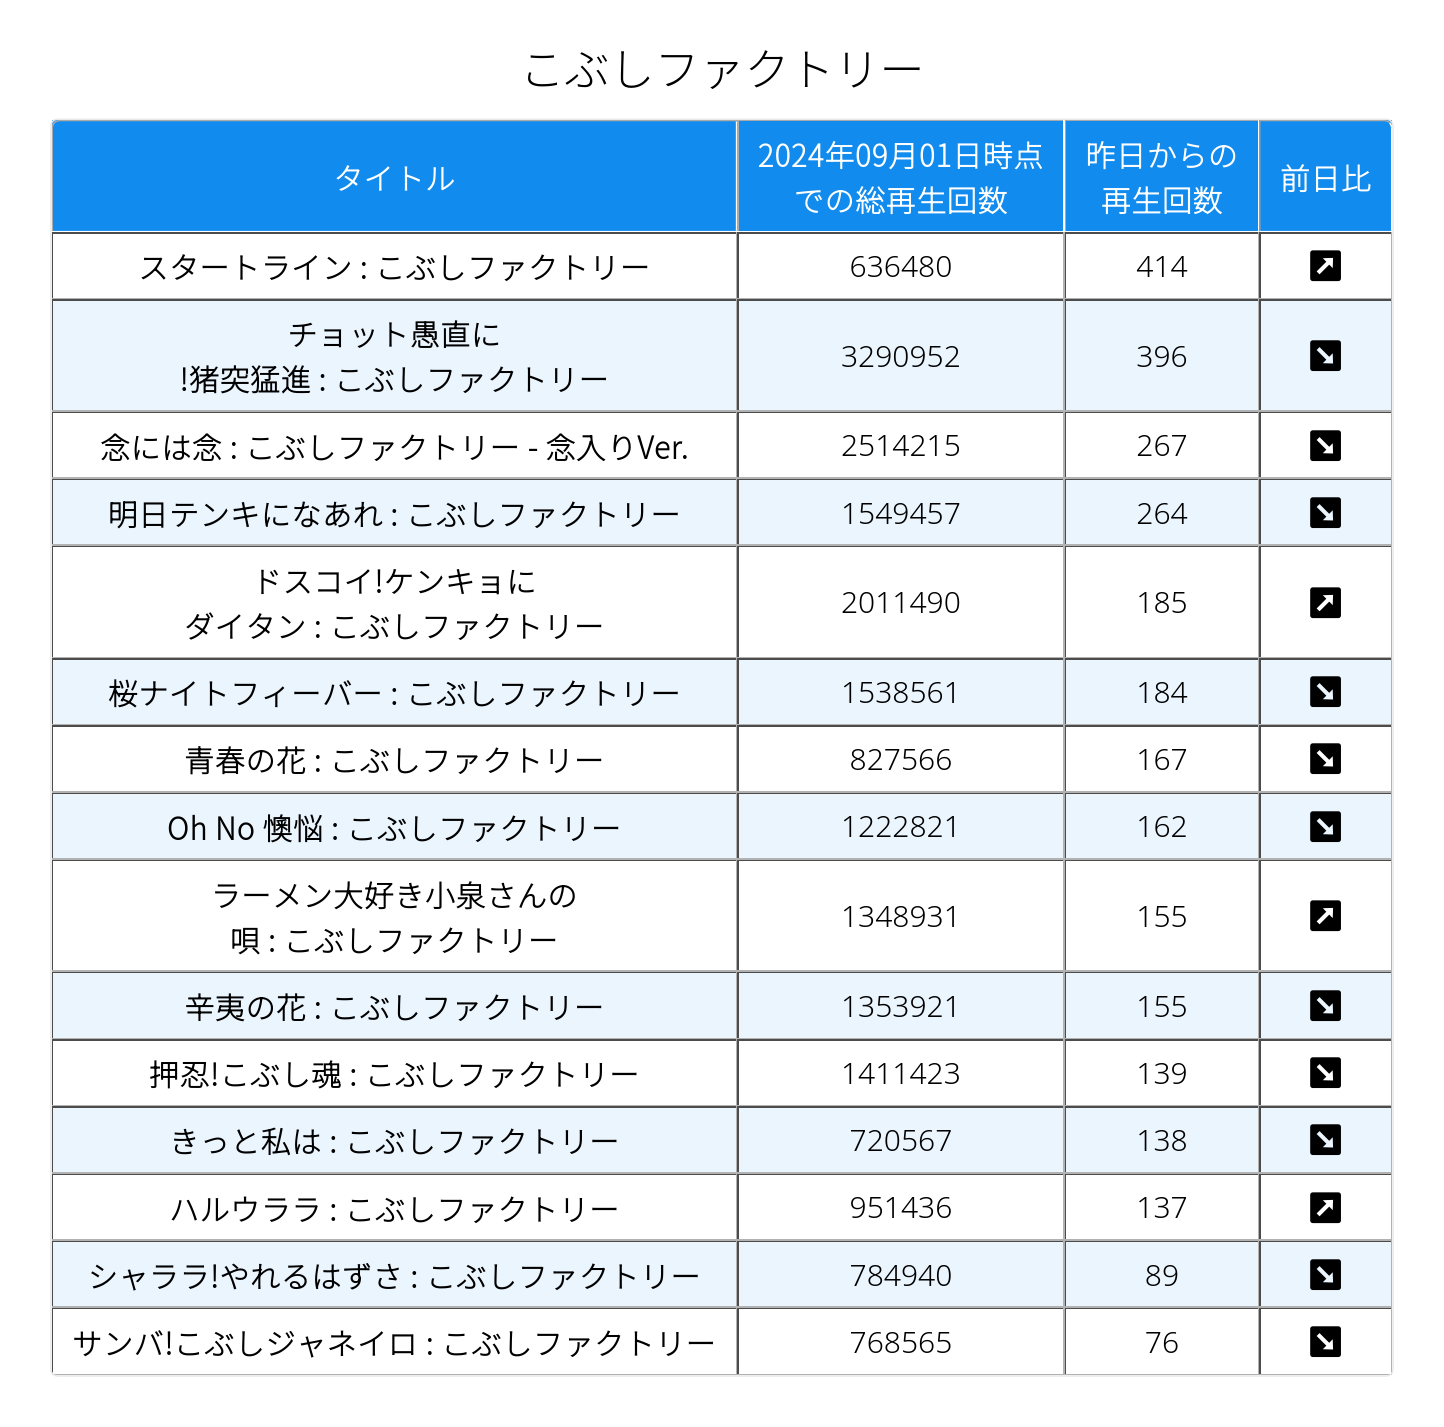 こぶしファクトリー
タイトル
2024年09月01日時点
での総再生回数
昨日からの
再生回数
前日比
スタートライン : こぶしファクトリー 636480 414 ↗
チョット愚直に
!猪突猛進 : こぶしファクトリー 3290952 396 ↘
念には念 : こぶしファクトリー - 念入りVer. 2514215 267 ↘
明日テンキになあれ : こぶしファクトリー 1549457 264 ↘
ドスコイ!ケンキョに
ダイタン : こぶしファクトリー 2011490 185 ↗
桜ナイトフィーバー : こぶしファクトリー 1538561 184 ↘
青春の花 : こぶしファクトリー 827566 167 ↘
Oh No 懊悩 : こぶしファクトリー 1222821 162 ↘
ラーメン大好き小泉さんの
唄 : こぶしファクトリー 1348931 155 ↗
辛夷の花 : こぶしファクトリー 1353921 155 ↘
押忍!こぶし魂 : こぶしファクトリー 1411423 139 ↘
きっと私は : こぶしファクトリー 720567 138 ↘
ハルウララ : こぶしファクトリー 951436 137 ↗
シャララ!やれるはずさ : こぶしファクトリー 784940 89 ↘
サンバ!こぶしジャネイロ : こぶしファクトリー 768565 76 ↘